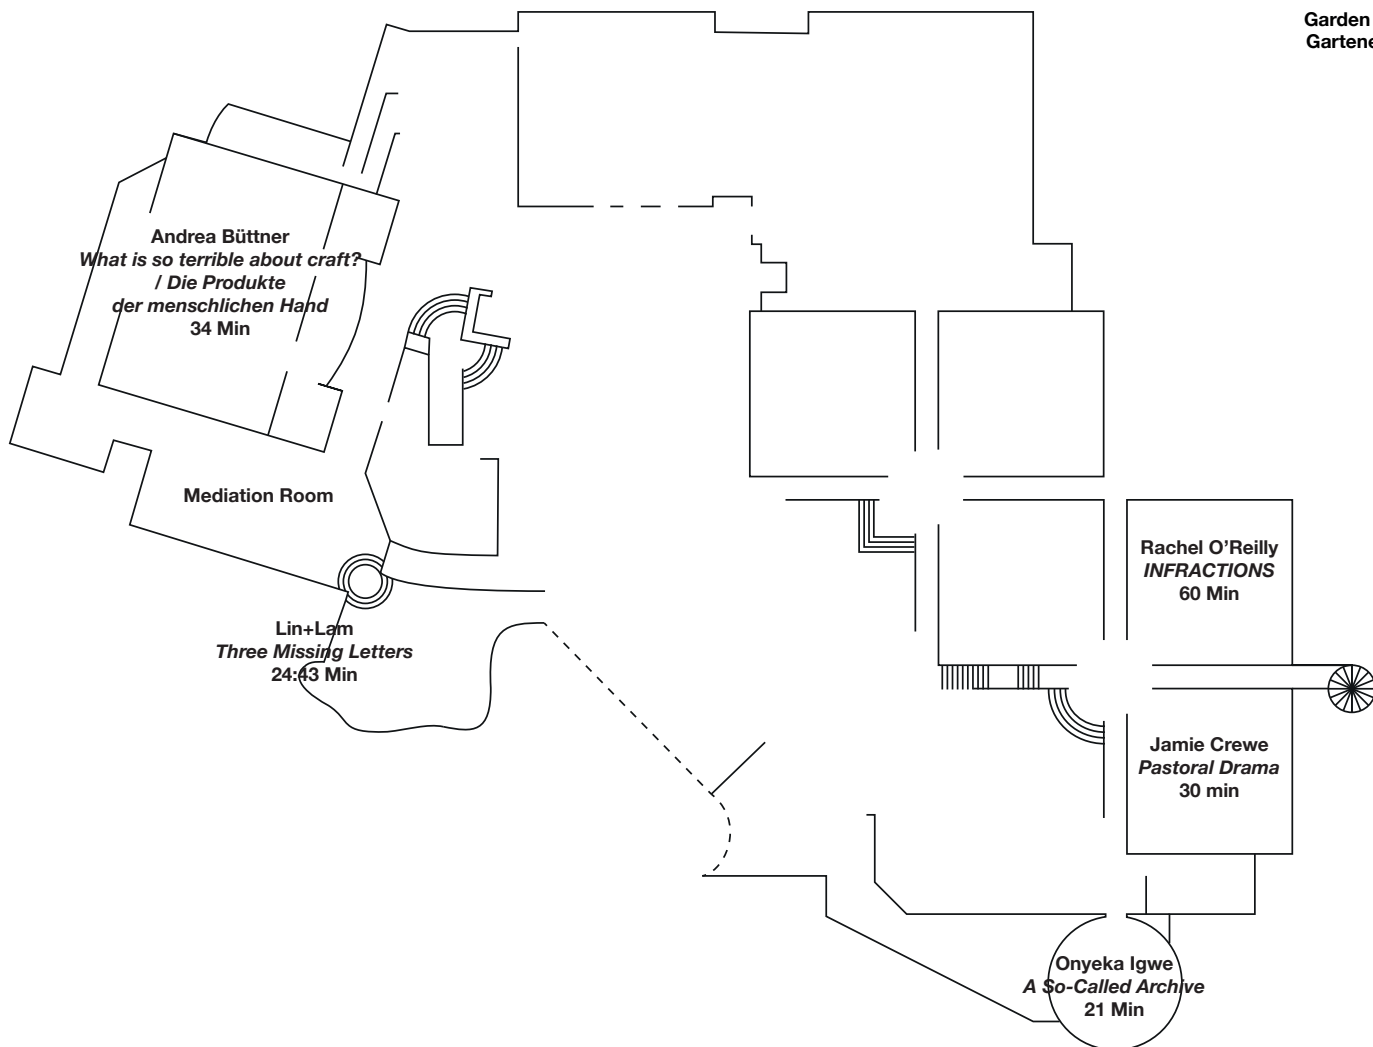 Garden
Gartene
Andrea Büttner
What is so terrible about craft?
/ Die Produkte
der menschlichen Hand
34 Min
Mediation Room
Lin+Lam
Three Missing Letters
24:43 Min
Rachel O’Reilly
INFRACTIONS
60 Min
Jamie Crewe
Pastoral Drama
30 min
Onyeka Igwe
A So-Called Archive
21 Min